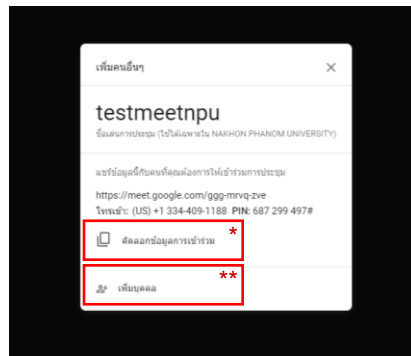 เพิ่มคนอื่นๆ
testmeetnpu
ชื่อเล่นการประชุม (ใช้ได้เฉพาะใน NAKHON PHANOM UNIVERSITY)
แชร์ข้อมูลนี้กับคนที่คุณต้องการให้เข้าร่วมการประชุม
https://meet.google.com/ggg-mrvq-zve
โทรเข้า: (US) +1 334-409-1188 PIN: 687 299 497#
คัดลอกข้อมูลการเข้าร่วม *
เพิ่มบุคคล **